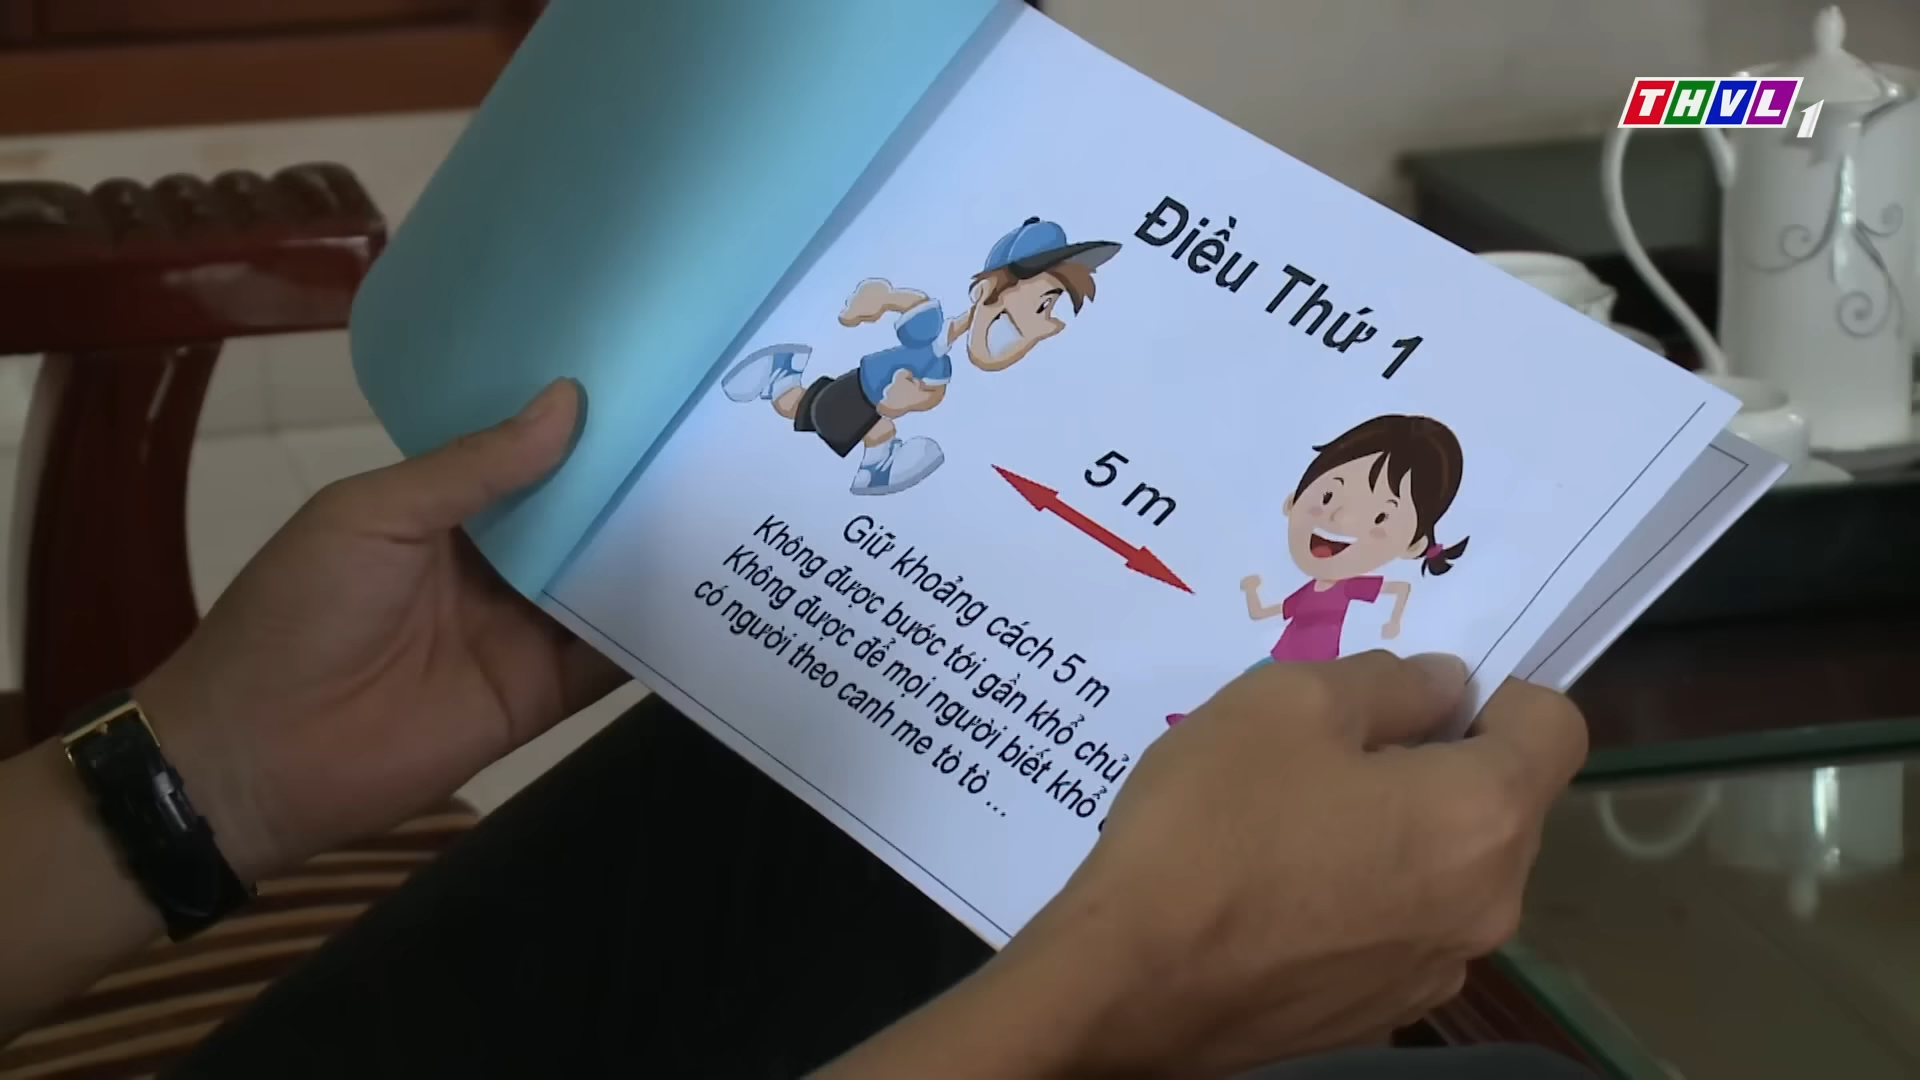 THVL1
Điều Thứ 1
5 m
Giữ khoảng cách 5 m
Không được bước tới gần khổ chủ
Không được để mọi người biết khổ
có người theo canh me tò tò ...